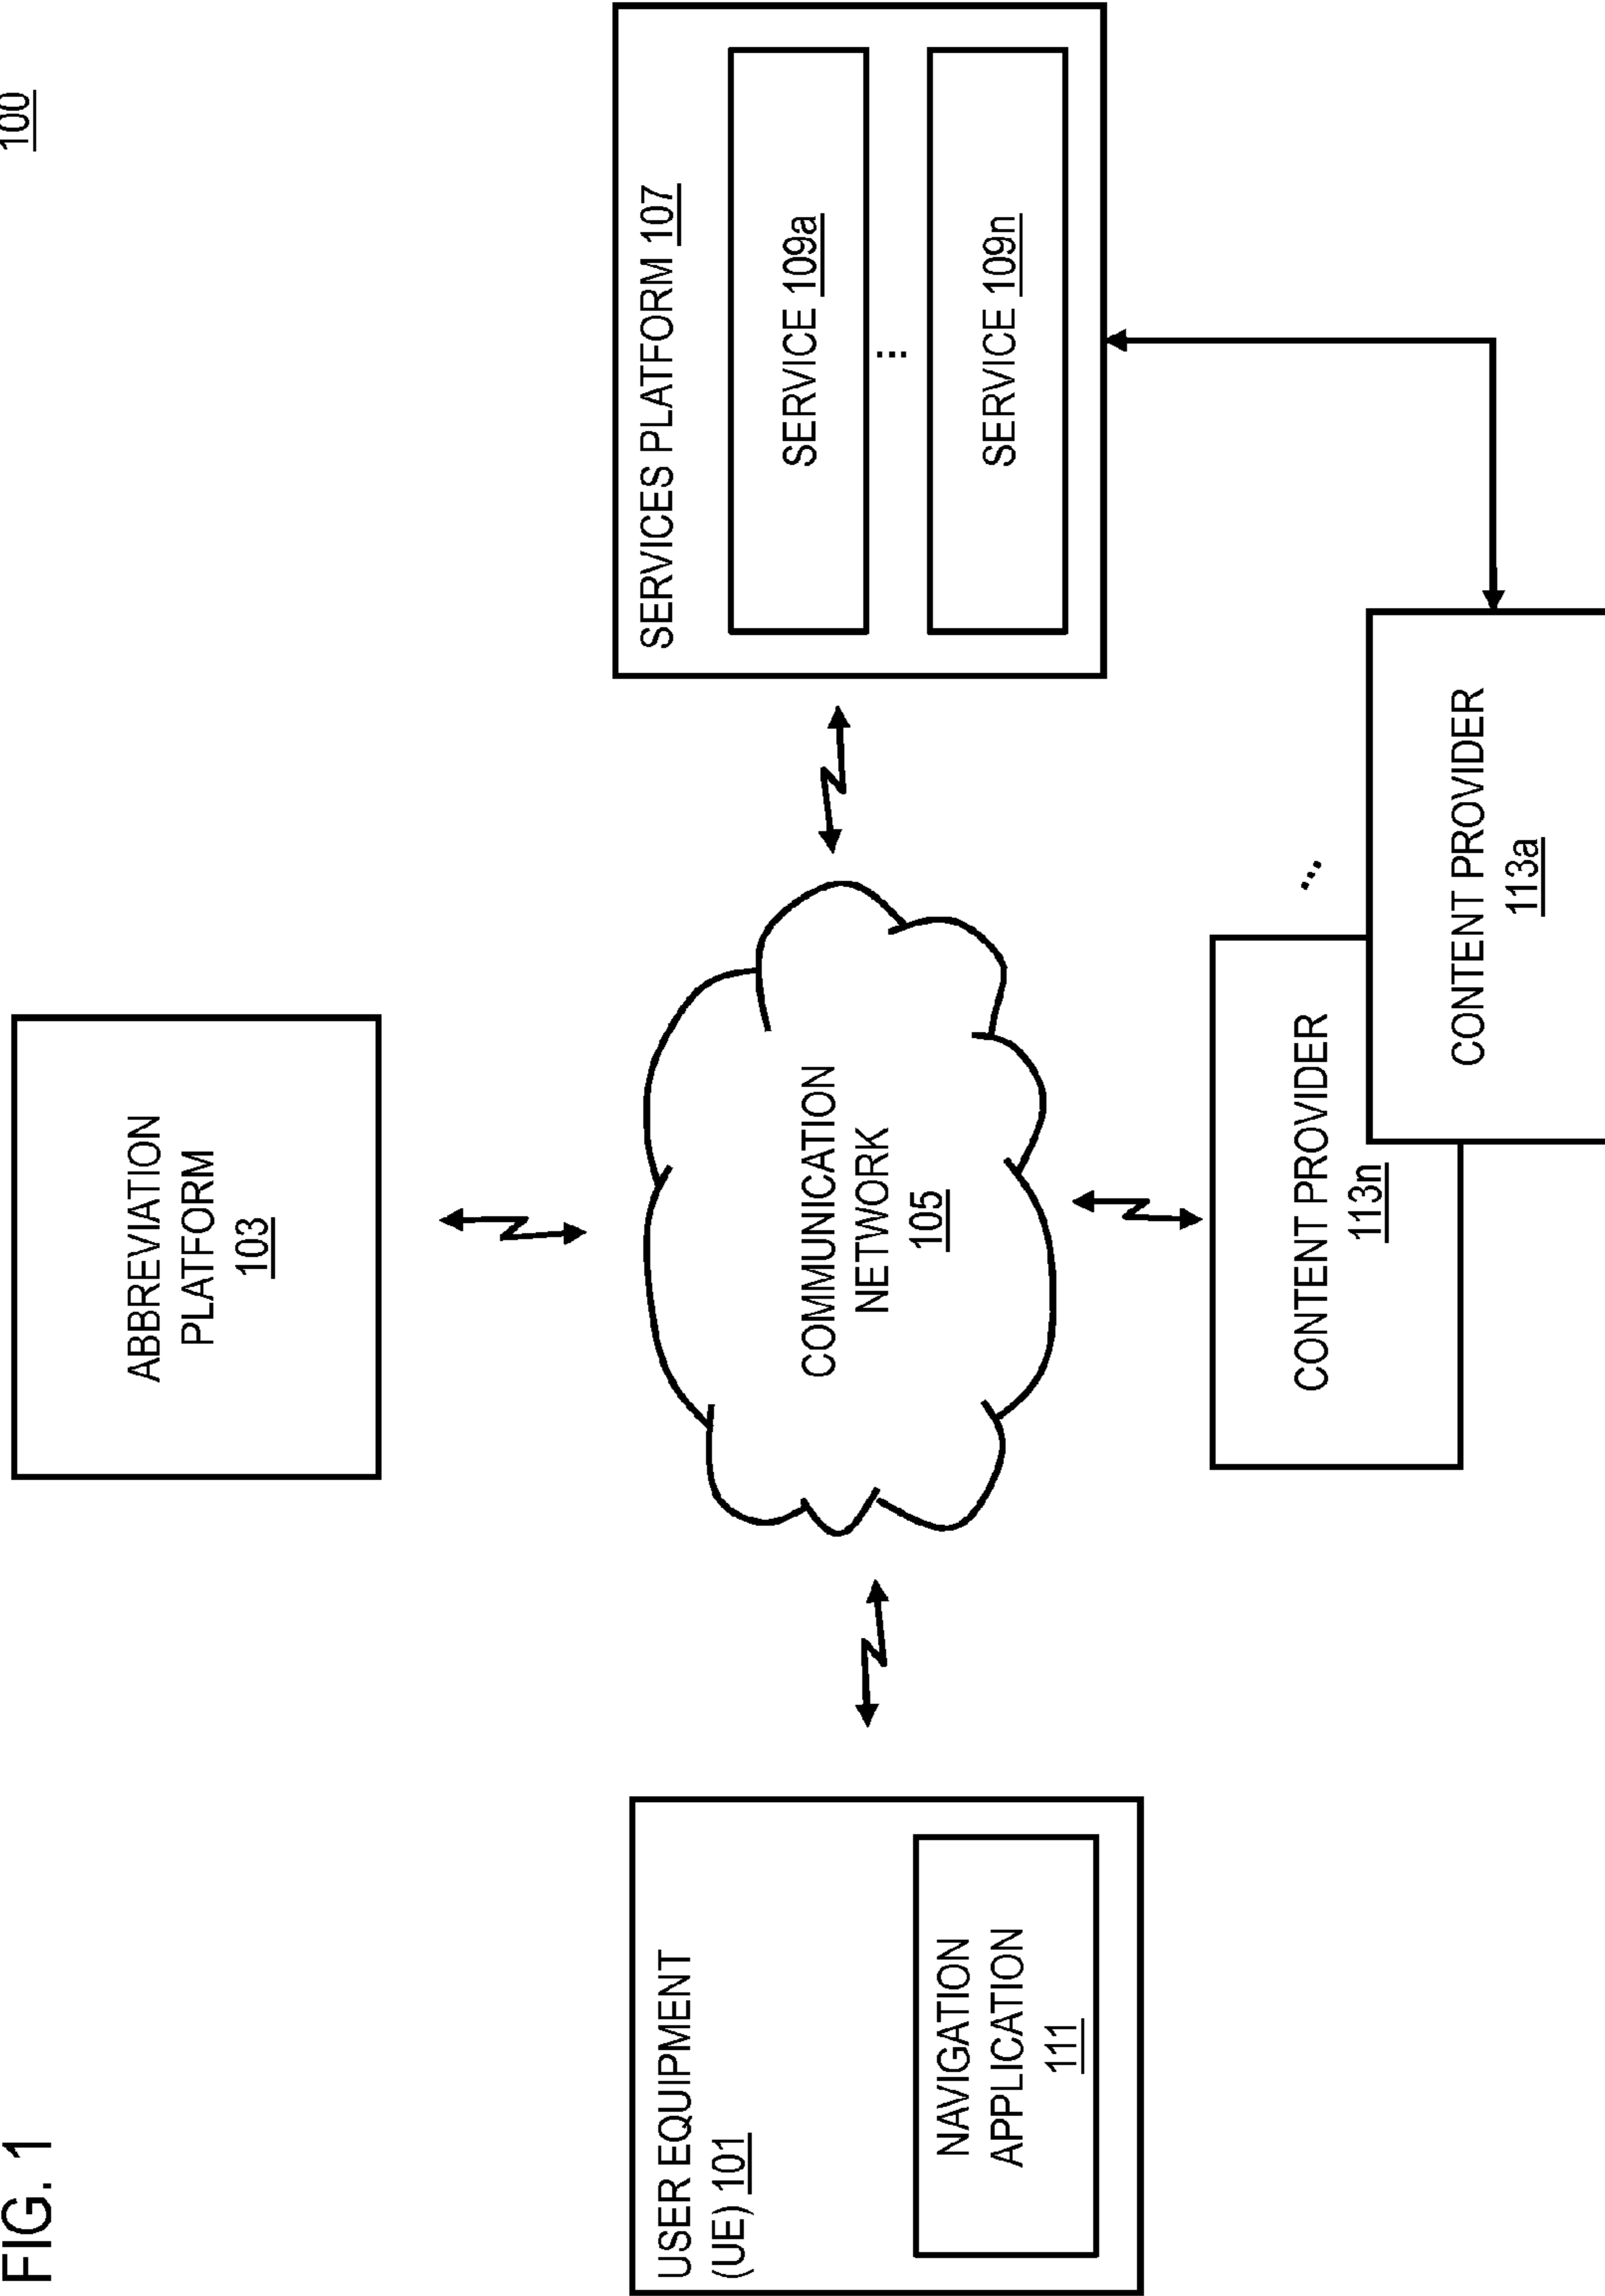 FIG. 1
100
ABBREVIATION
PLATFORM
103
USER EQUIPMENT
(UE) 101
NAVIGATION
APPLICATION
111
COMMUNICATION
NETWORK
105
SERVICES PLATFORM 107
SERVICE 109a
...
SERVICE 109n
CONTENT PROVIDER
113n
...
CONTENT PROVIDER
113a